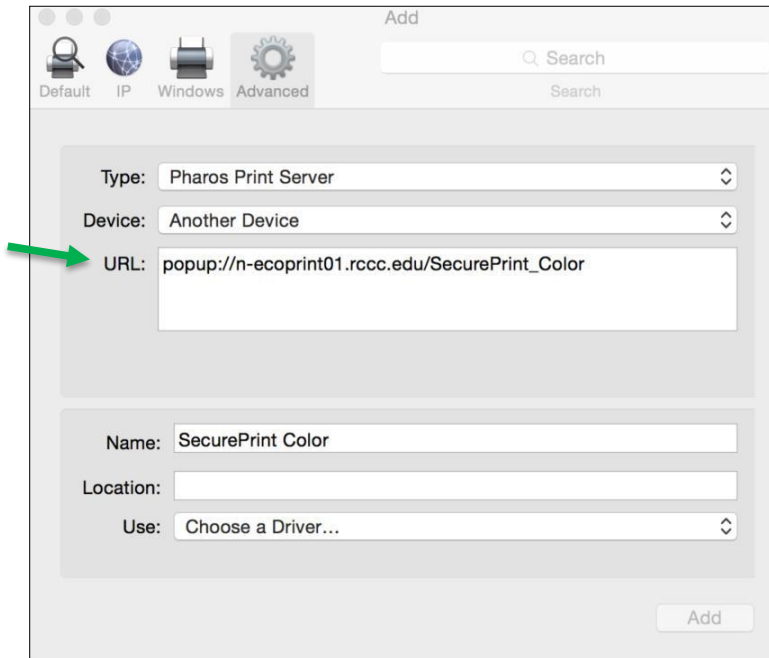 Add
Search
Default IP Windows Advanced
Search
Type: Pharos Print Server
Device: Another Device
URL: popup://n-ecoprint01.rccc.edu/SecurePrint_Color
Name: SecurePrint Color
Location:
Use: Choose a Driver...
Add